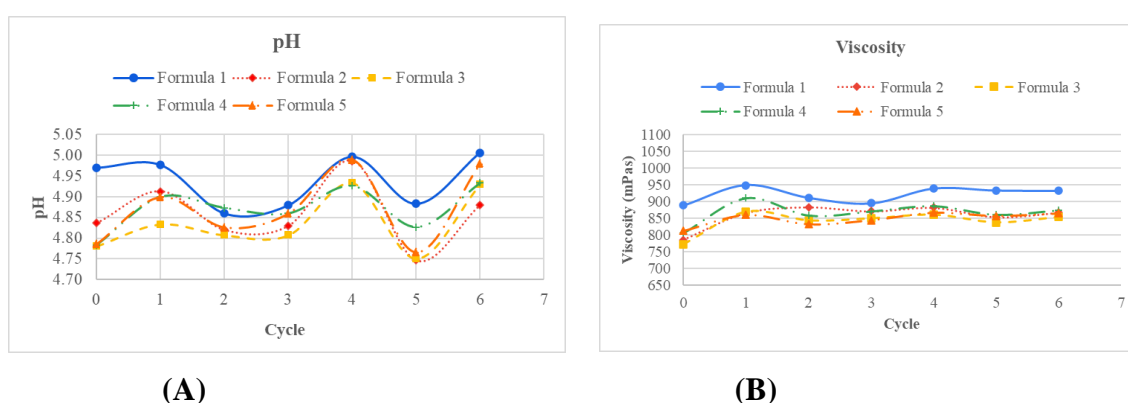 pH
Formula 1 Formula 2 Formula 3
Formula 4 Formula 5
5.05
5.00
4.95
4.90
4.85
4.80
4.75
4.70
pH
0 1 2 3 4 5 6 7
Cycle
(A)
Viscosity
Formula 1 Formula 2 Formula 3
Formula 4 Formula 5
1100
1050
1000
950
900
850
800
750
700
650
Viscosity (mPas)
0 1 2 3 4 5 6 7
Cycle
(B)